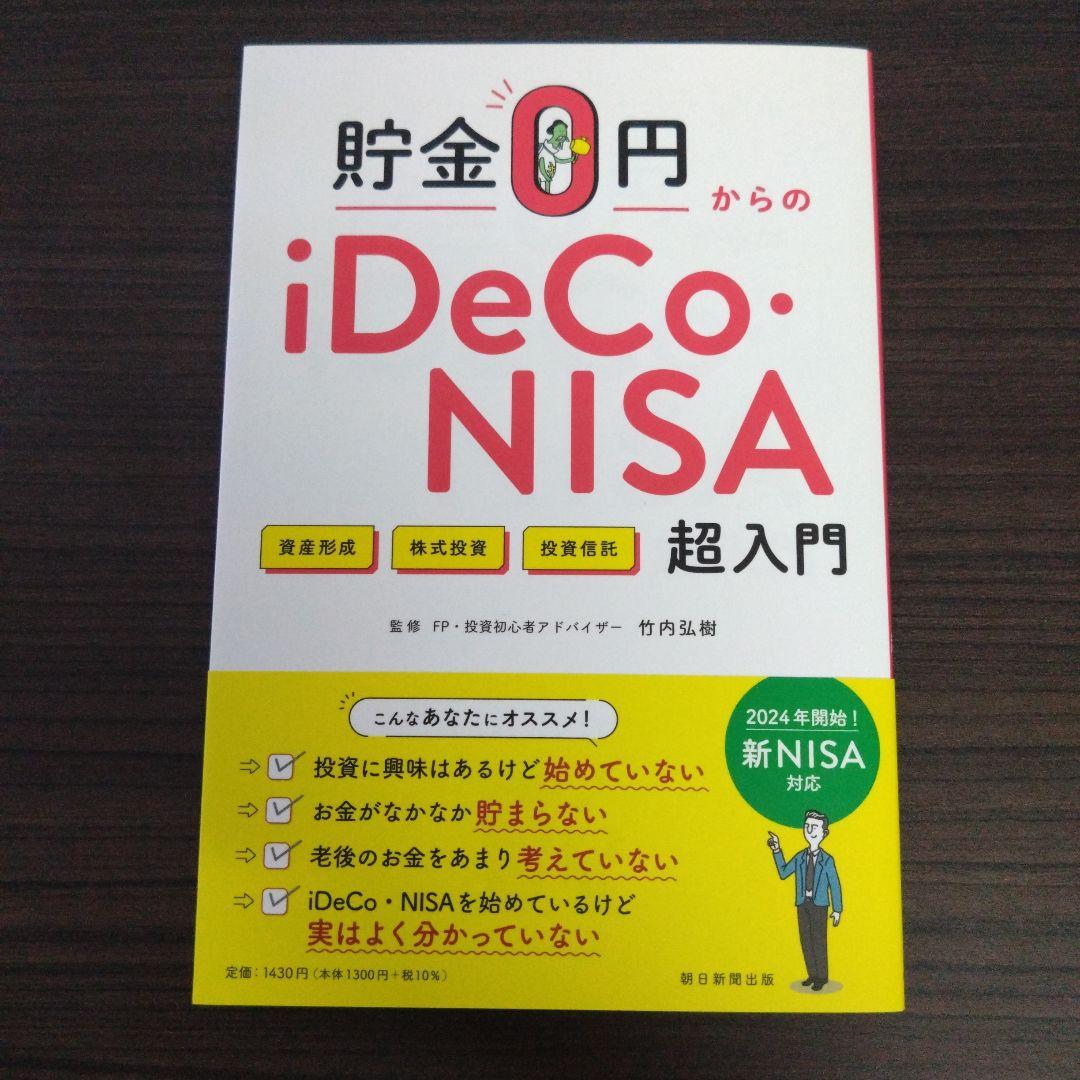 貯金0円からの
iDeCo・
NISA
資産形成 株式投資 投資信託 超入門
監修 FP・投資初心者アドバイザー 竹内弘樹
こんなあなたにオススメ！
投資に興味はあるけど始めていない
お金がなかなか貯まらない
老後のお金をあまり考えていない
iDeCo・NISAを始めているけど
実はよく分かっていない
2024年開始！
新NISA
対応
定価：1430円（本体1300円＋税10％）
朝日新聞出版